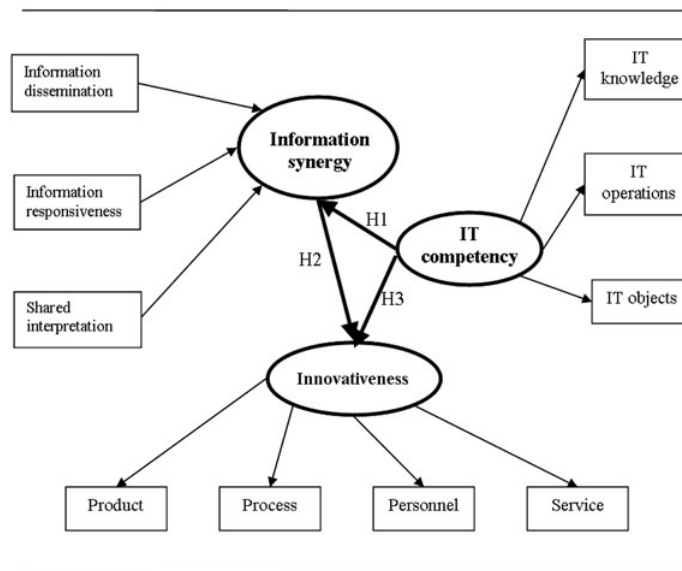 Information
dissemination
IT
knowledge
Information
synergy
IT
operations
Information
responsiveness
H1
IT
competency
H2
H3
IT objects
Shared
interpretation
Innovativeness
Product
Process
Personnel
Service